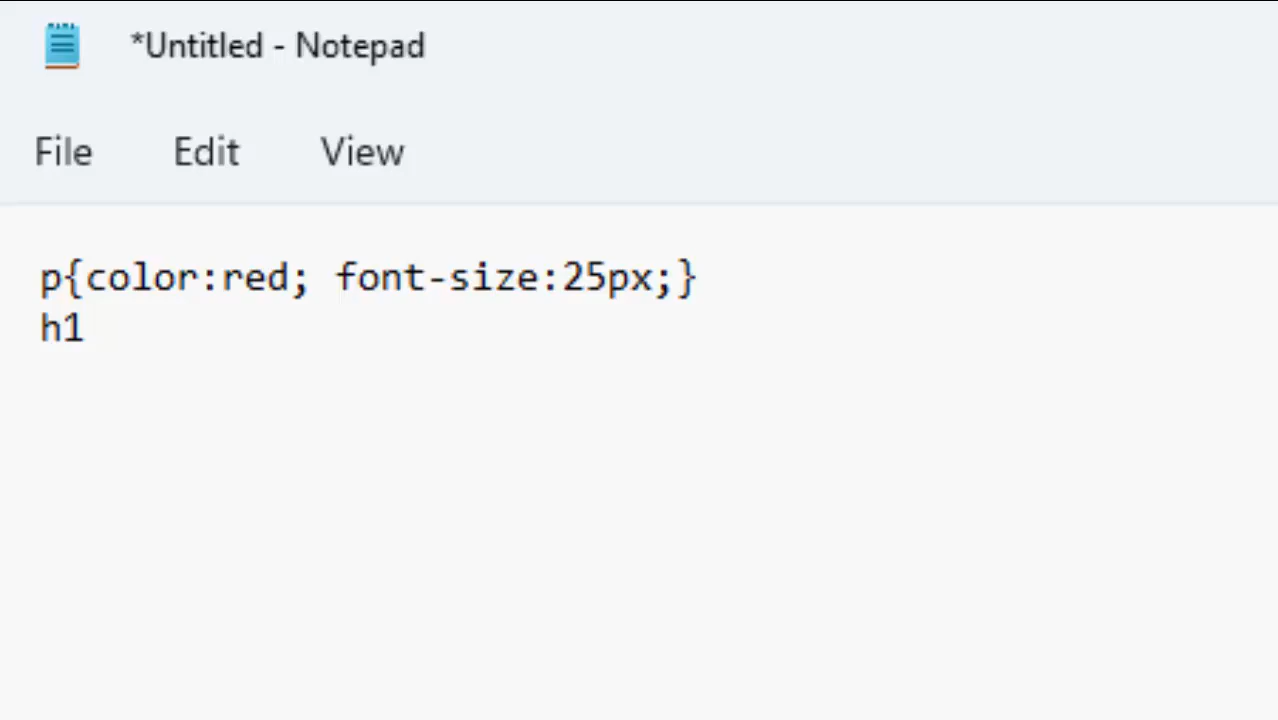 *Untitled - Notepad
File Edit View
p{color:red; font-size:25px;}
h1